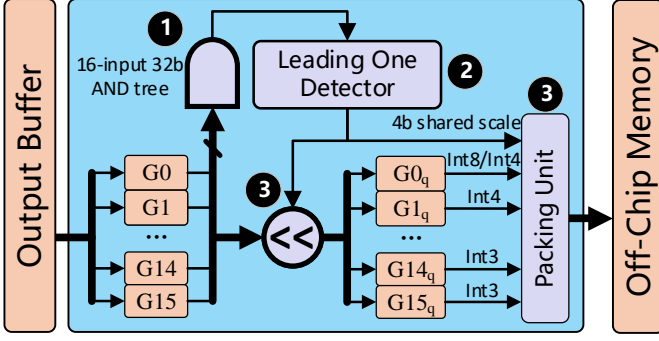 Output Buffer
1
16-input 32b
AND tree
Leading One
Detector
2
3
4b shared scale
G0
G1
...
G14
G15
3
<<
G0q
G1q
...
G14q
G15q
Int8/Int4
Int4
Int3
Int3
Packing Unit
Off-Chip Memory